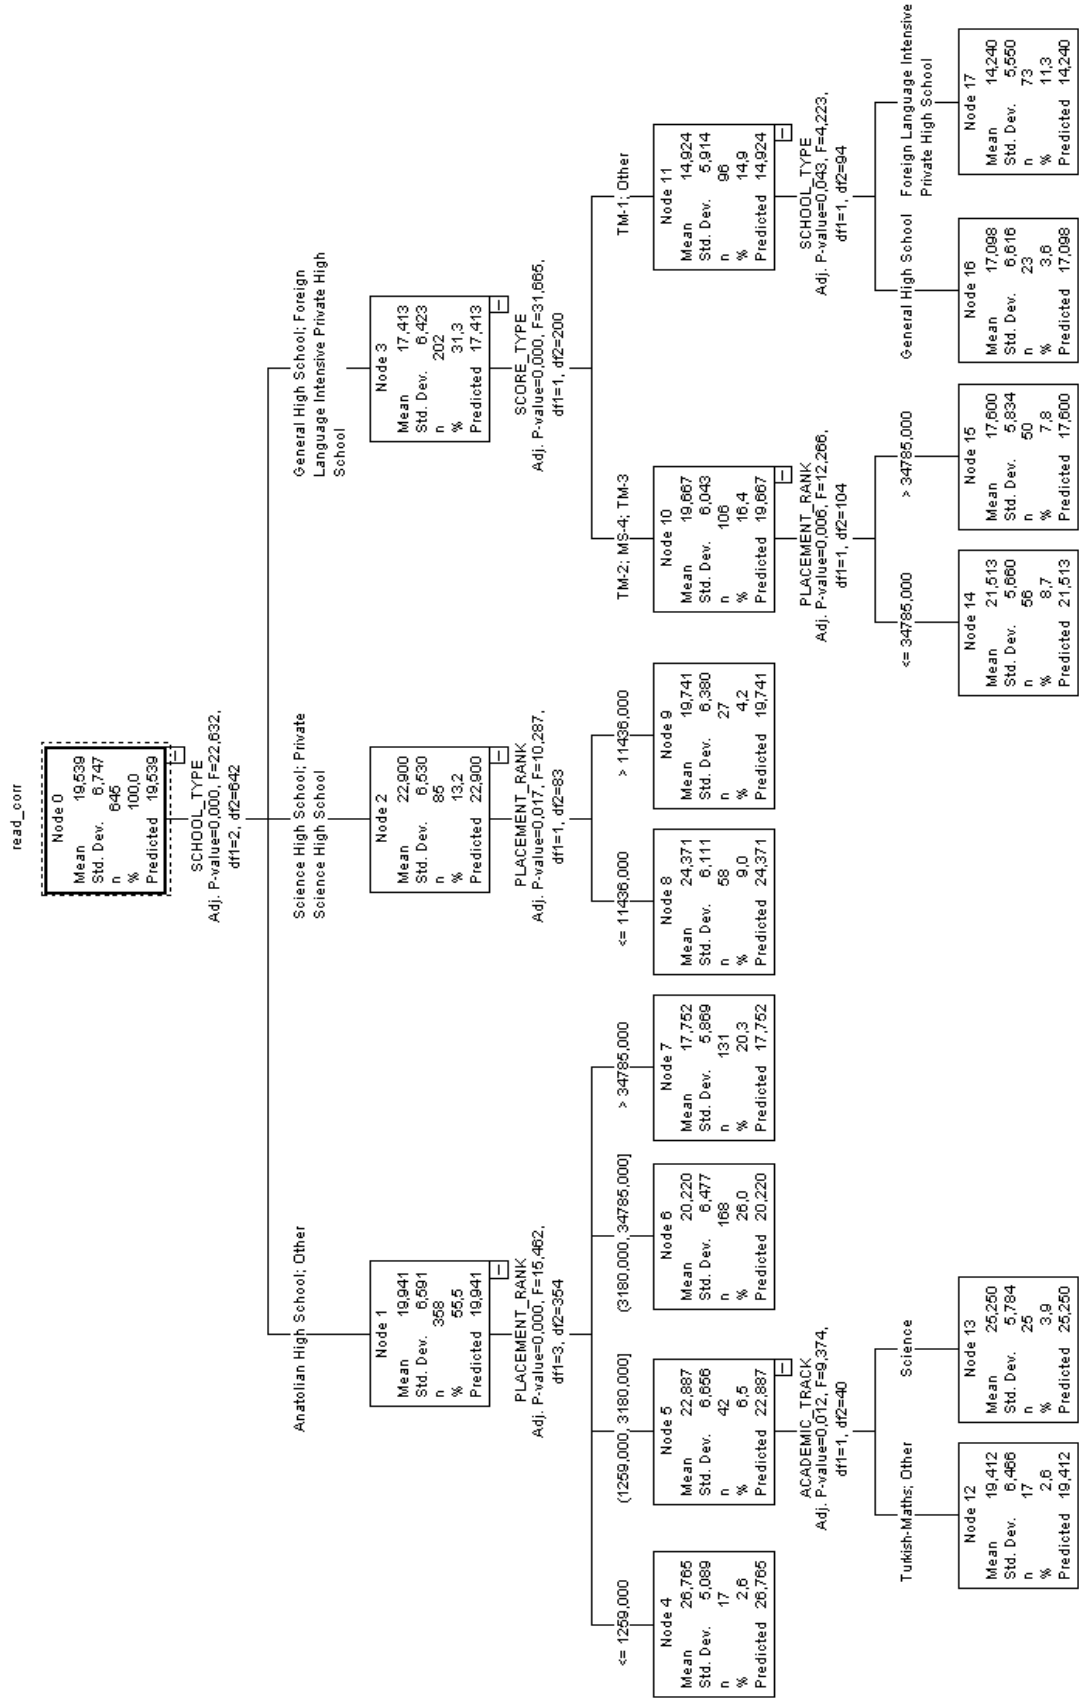 read_corr
Node 0
Mean 19,539
Std. Dev. 6,747
n 645
% 100,0
Predicted 19,539
SCHOOL_TYPE
Adj. P-value=0,000, F=22,632,
df1=2, df2=642
Anatolian High School; Other
Science High School; Private
Science High School
General High School; Foreign
Language Intensive Private High
School
Node 1
Mean 19,941
Std. Dev. 6,591
n 358
% 55,5
Predicted 19,941
PLACEMENT_RANK
Adj. P-value=0,000, F=15,462,
df1=3, df2=354
Node 2
Mean 22,900
Std. Dev. 6,530
n 85
% 13,2
Predicted 22,900
PLACEMENT_RANK
Adj. P-value=0,017, F=10,287,
df1=1, df2=83
Node 3
Mean 17,413
Std. Dev. 6,423
n 202
% 31,3
Predicted 17,413
SCORE_TYPE
Adj. P-value=0,000, F=31,665,
df1=1, df2=200
<= 1259,000
(1259,000, 3180,000]
(3180,000, 34785,000]
> 34785,000
<= 11436,000
> 11436,000
TM-2; MS-4; TM-3
TM-1; Other
Node 4
Mean 26,765
Std. Dev. 5,089
n 17
% 2,6
Predicted 26,765
Node 5
Mean 22,887
Std. Dev. 6,656
n 42
% 6,5
Predicted 22,887
ACADEMIC_TRACK
Adj. P-value=0,012, F=9,374,
df1=1, df2=40
Node 6
Mean 20,220
Std. Dev. 6,477
n 168
% 26,0
Predicted 20,220
Node 7
Mean 17,752
Std. Dev. 5,869
n 131
% 20,3
Predicted 17,752
Node 8
Mean 24,371
Std. Dev. 6,111
n 58
% 9,0
Predicted 24,371
Node 9
Mean 19,741
Std. Dev. 6,380
n 27
% 4,2
Predicted 19,741
Node 10
Mean 19,667
Std. Dev. 6,043
n 106
% 16,4
Predicted 19,667
PLACEMENT_RANK
Adj. P-value=0,006, F=12,266,
df1=1, df2=104
Node 11
Mean 14,924
Std. Dev. 5,914
n 96
% 14,9
Predicted 14,924
SCHOOL_TYPE
Adj. P-value=0,043, F=4,223,
df1=1, df2=94
Turkish-Maths; Other
Science
<= 34785,000
> 34785,000
General High School
Foreign Language Intensive
Private High School
Node 12
Mean 19,412
Std. Dev. 6,466
n 17
% 2,6
Predicted 19,412
Node 13
Mean 25,250
Std. Dev. 5,784
n 25
% 3,9
Predicted 25,250
Node 14
Mean 21,513
Std. Dev. 5,660
n 56
% 8,7
Predicted 21,513
Node 15
Mean 17,600
Std. Dev. 5,834
n 50
% 7,8
Predicted 17,600
Node 16
Mean 17,098
Std. Dev. 6,616
n 23
% 3,6
Predicted 17,098
Node 17
Mean 14,240
Std. Dev. 5,550
n 73
% 11,3
Predicted 14,240